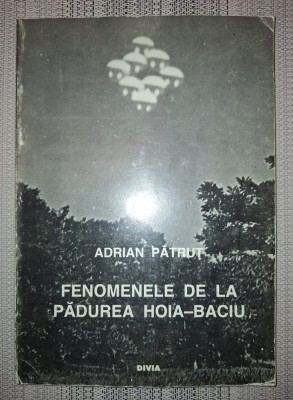 ADRIAN PĂTRUȚ
FENOMENELE DE LA
PĂDUREA HOIA–BACIU
DIVIA